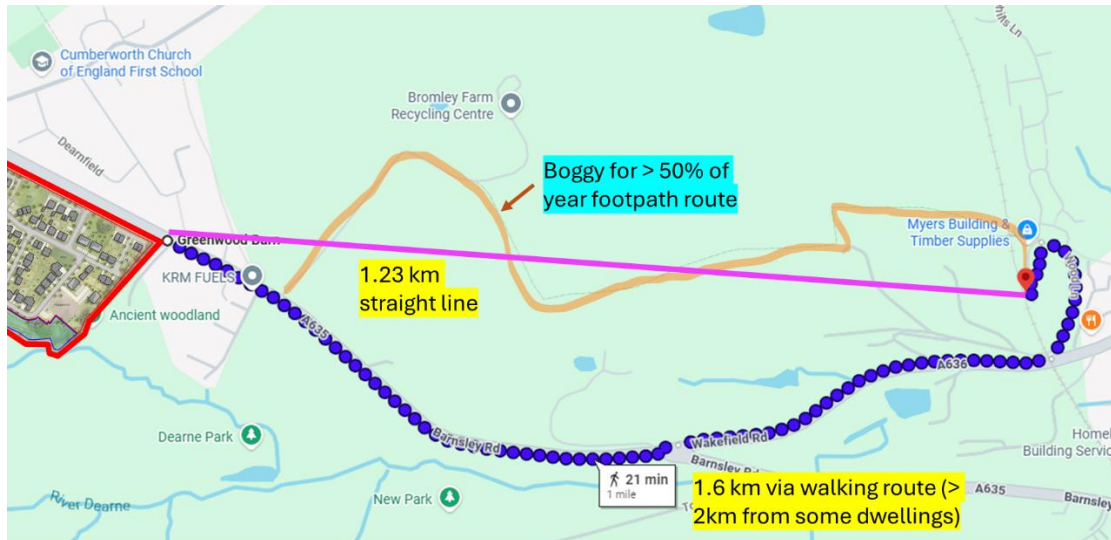 Cumberworth Church
of England First School
Dearnfield
Bromley Farm
Recycling Centre
Boggy for > 50% of
year footpath route
Myers Building &
Timber Supplies
Greenwood Barn
KRM FUELS
1.23 km
straight line
Ancient woodland
A635
A636
Dearne Park
Barnsley Rd
Wakefield Rd
21 min
1 mile
New Park
River Dearne
Barnsley
A635
Barnsley
Building Servic
1.6 km via walking route (>
2km from some dwellings)